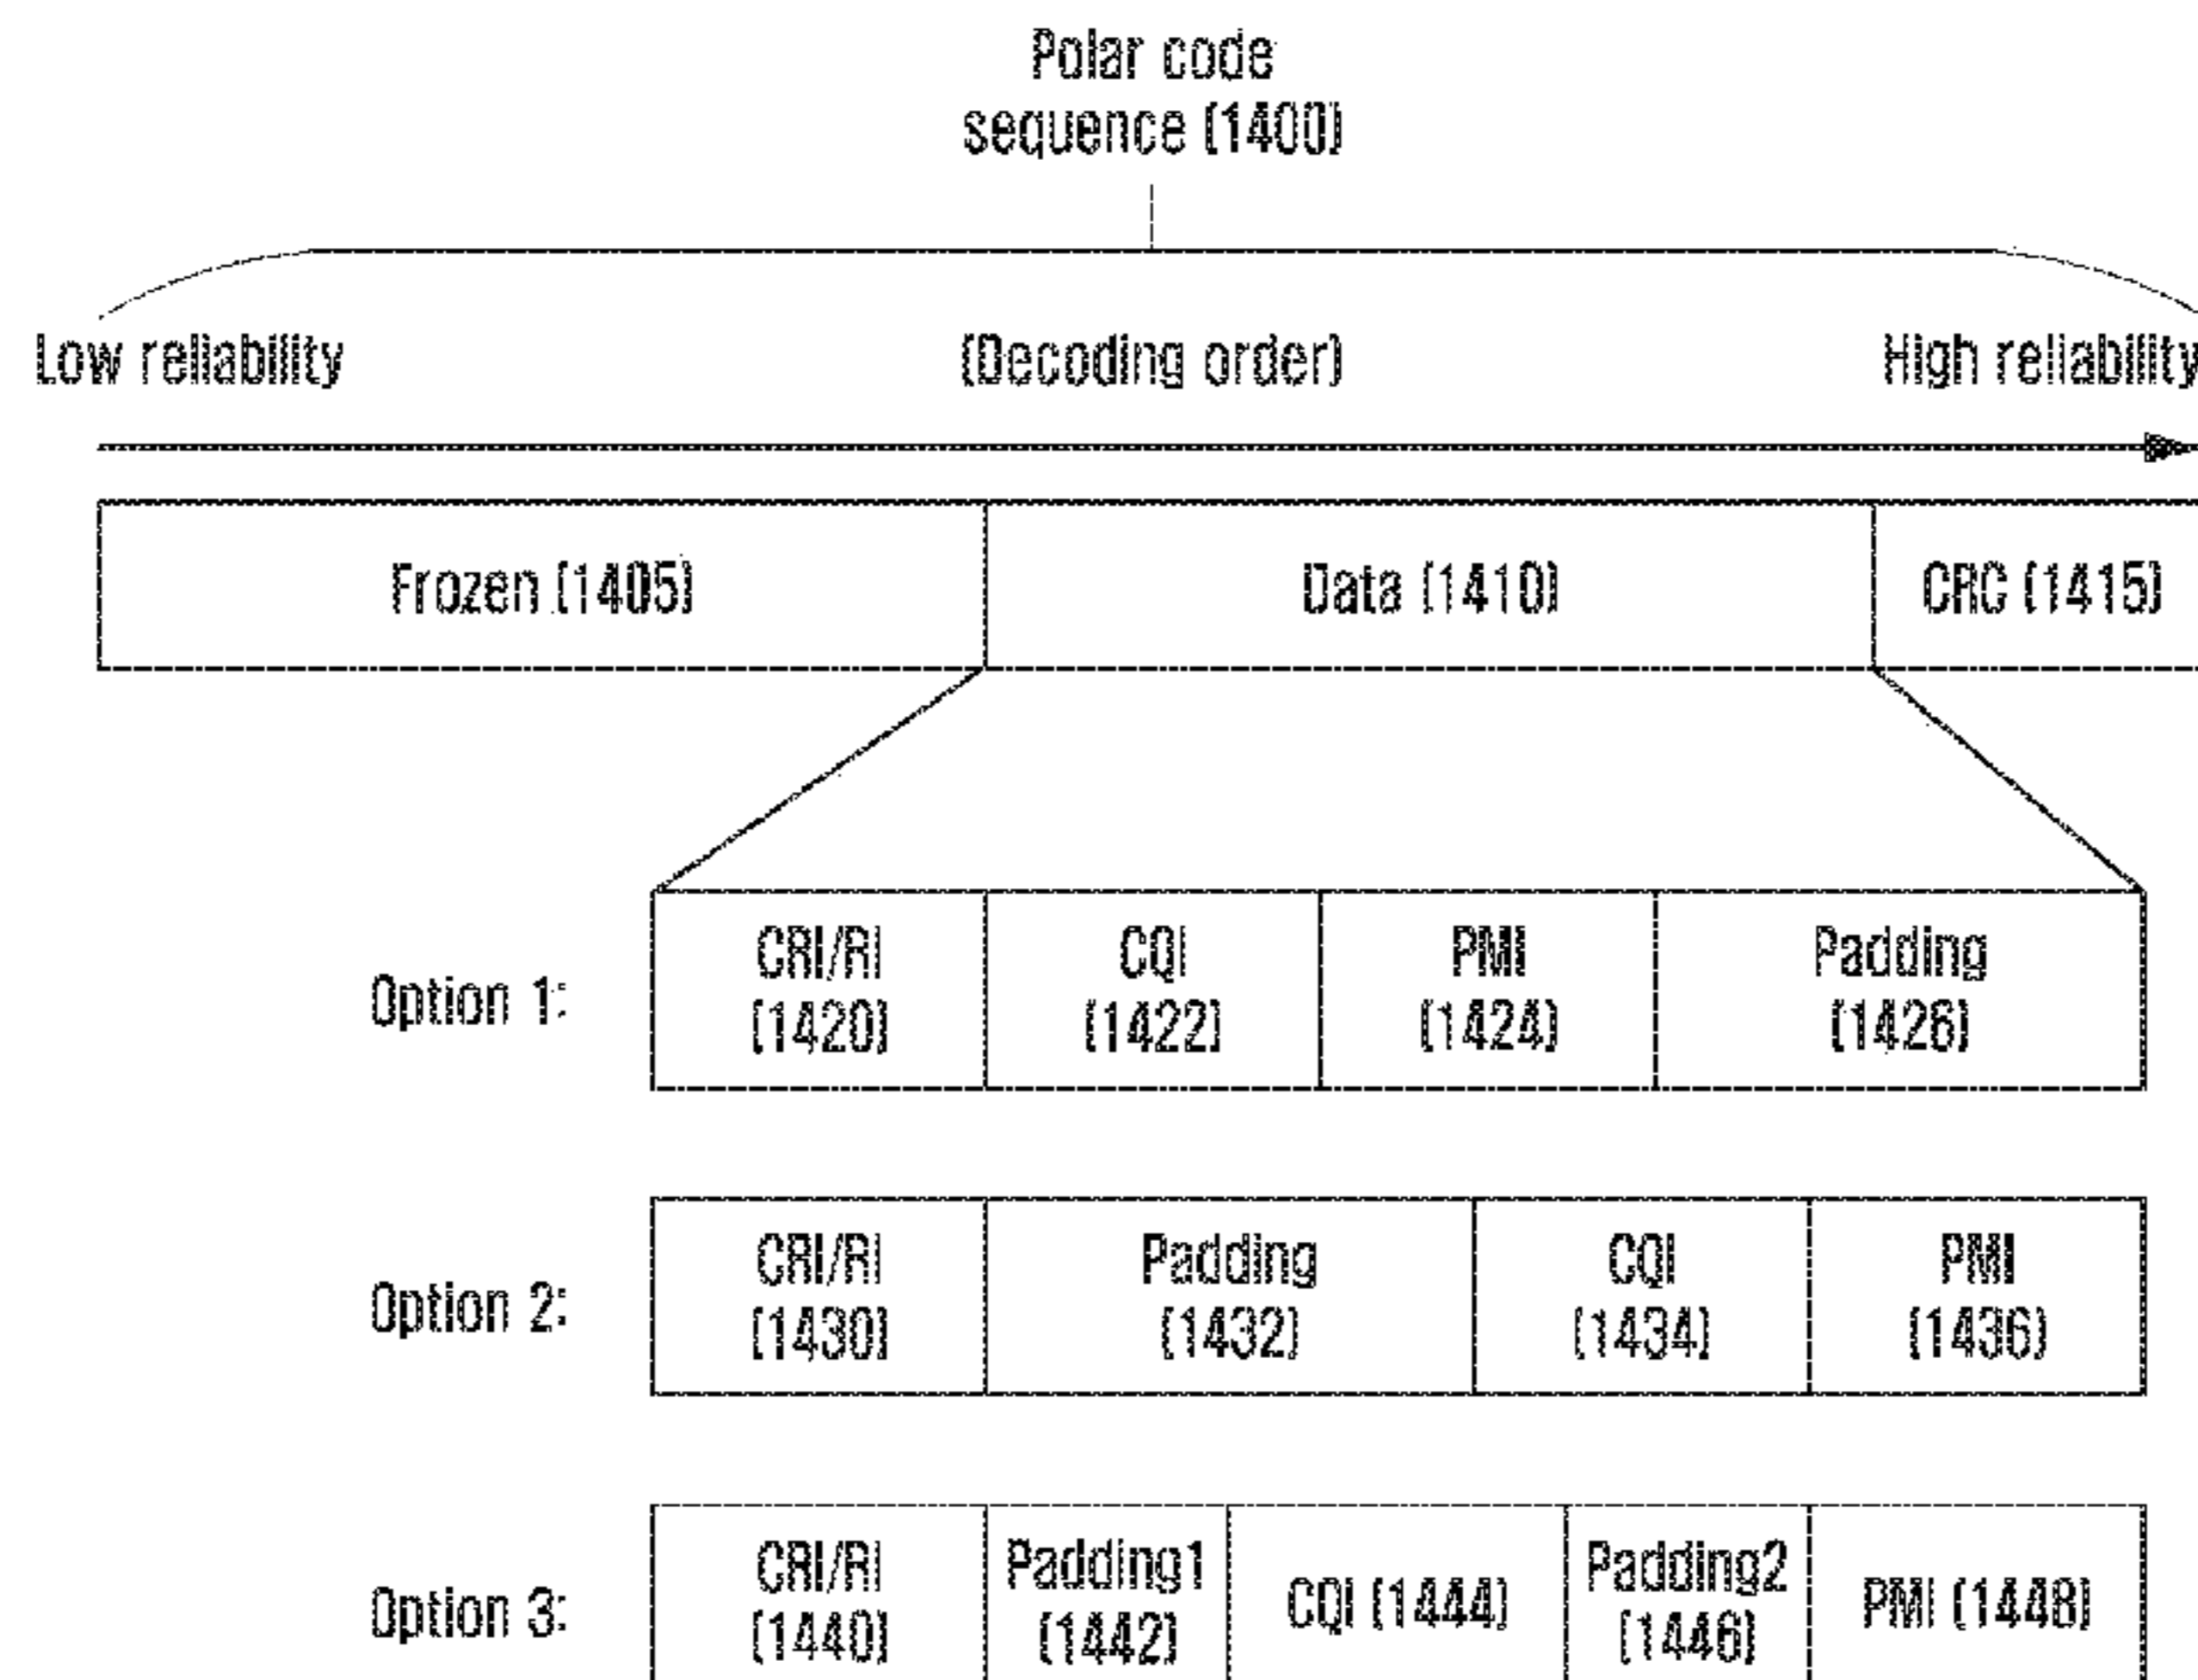 Polar code
sequence (1400)
Low reliability (Decoding order) High reliability
Frozen (1405) Data (1410) CRC (1415)
Option 1:
CRI/RI
(1420)
CQI
(1422)
PMI
(1424)
Padding
(1426)
Option 2:
CRI/RI
(1430)
Padding
(1432)
CQI
(1434)
PMI
(1436)
Option 3:
CRI/RI
(1440)
Padding1
(1442)
CQI (1444)
Padding2
(1446)
PMI (1448)